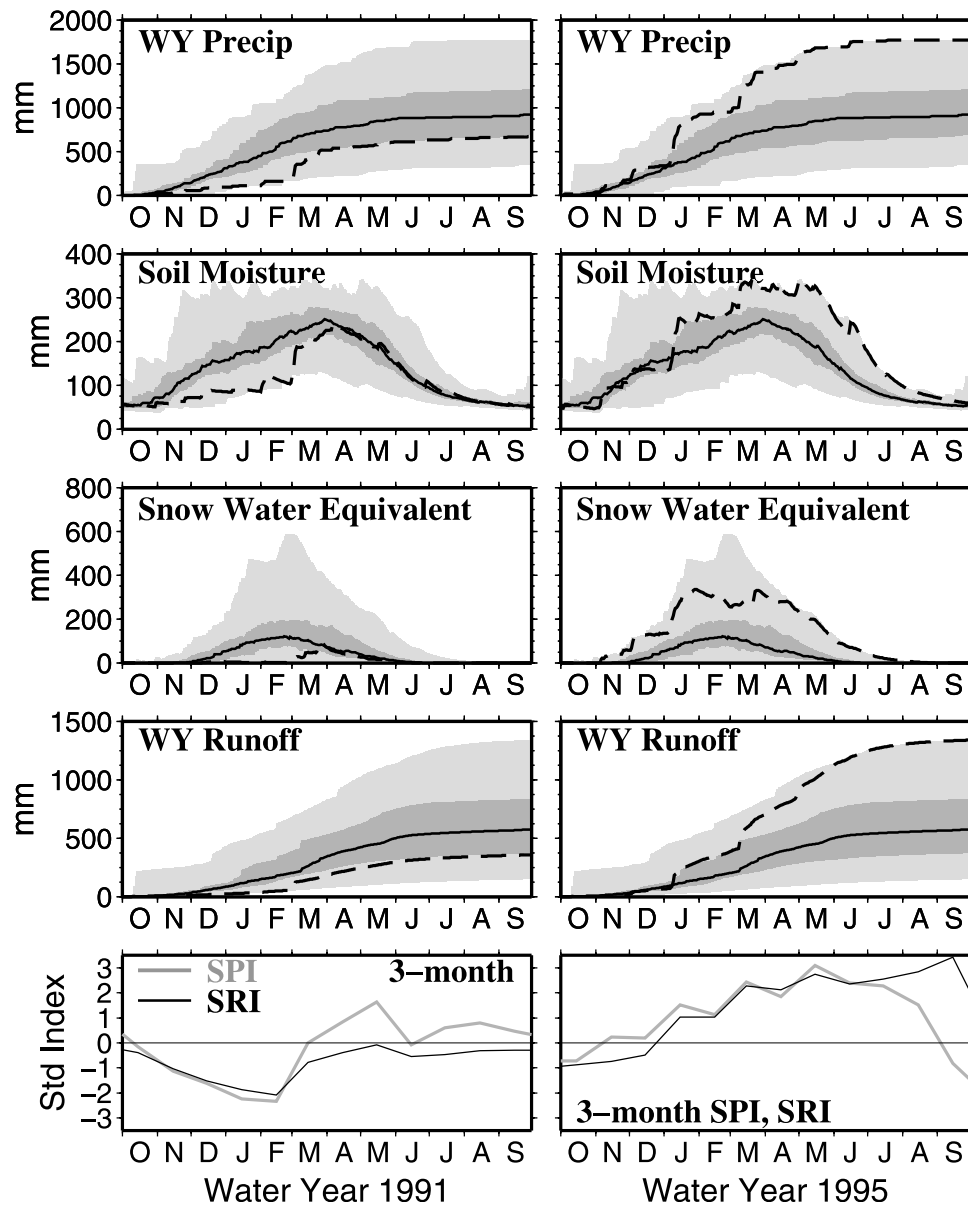 WY Precip
WY Precip
2000
1500
1000
500
0
mm
O N D J F M A M J J A S
O N D J F M A M J J A S
Soil Moisture
Soil Moisture
400
300
200
100
0
mm
O N D J F M A M J J A S
O N D J F M A M J J A S
Snow Water Equivalent
Snow Water Equivalent
800
600
400
200
0
mm
O N D J F M A M J J A S
O N D J F M A M J J A S
WY Runoff
WY Runoff
1500
1000
500
0
mm
O N D J F M A M J J A S
O N D J F M A M J J A S
SPI
SRI
3−month
3−month SPI, SRI
3
2
1
0
−1
−2
−3
Std Index
O N D J F M A M J J A S
O N D J F M A M J J A S
Water Year 1991
Water Year 1995